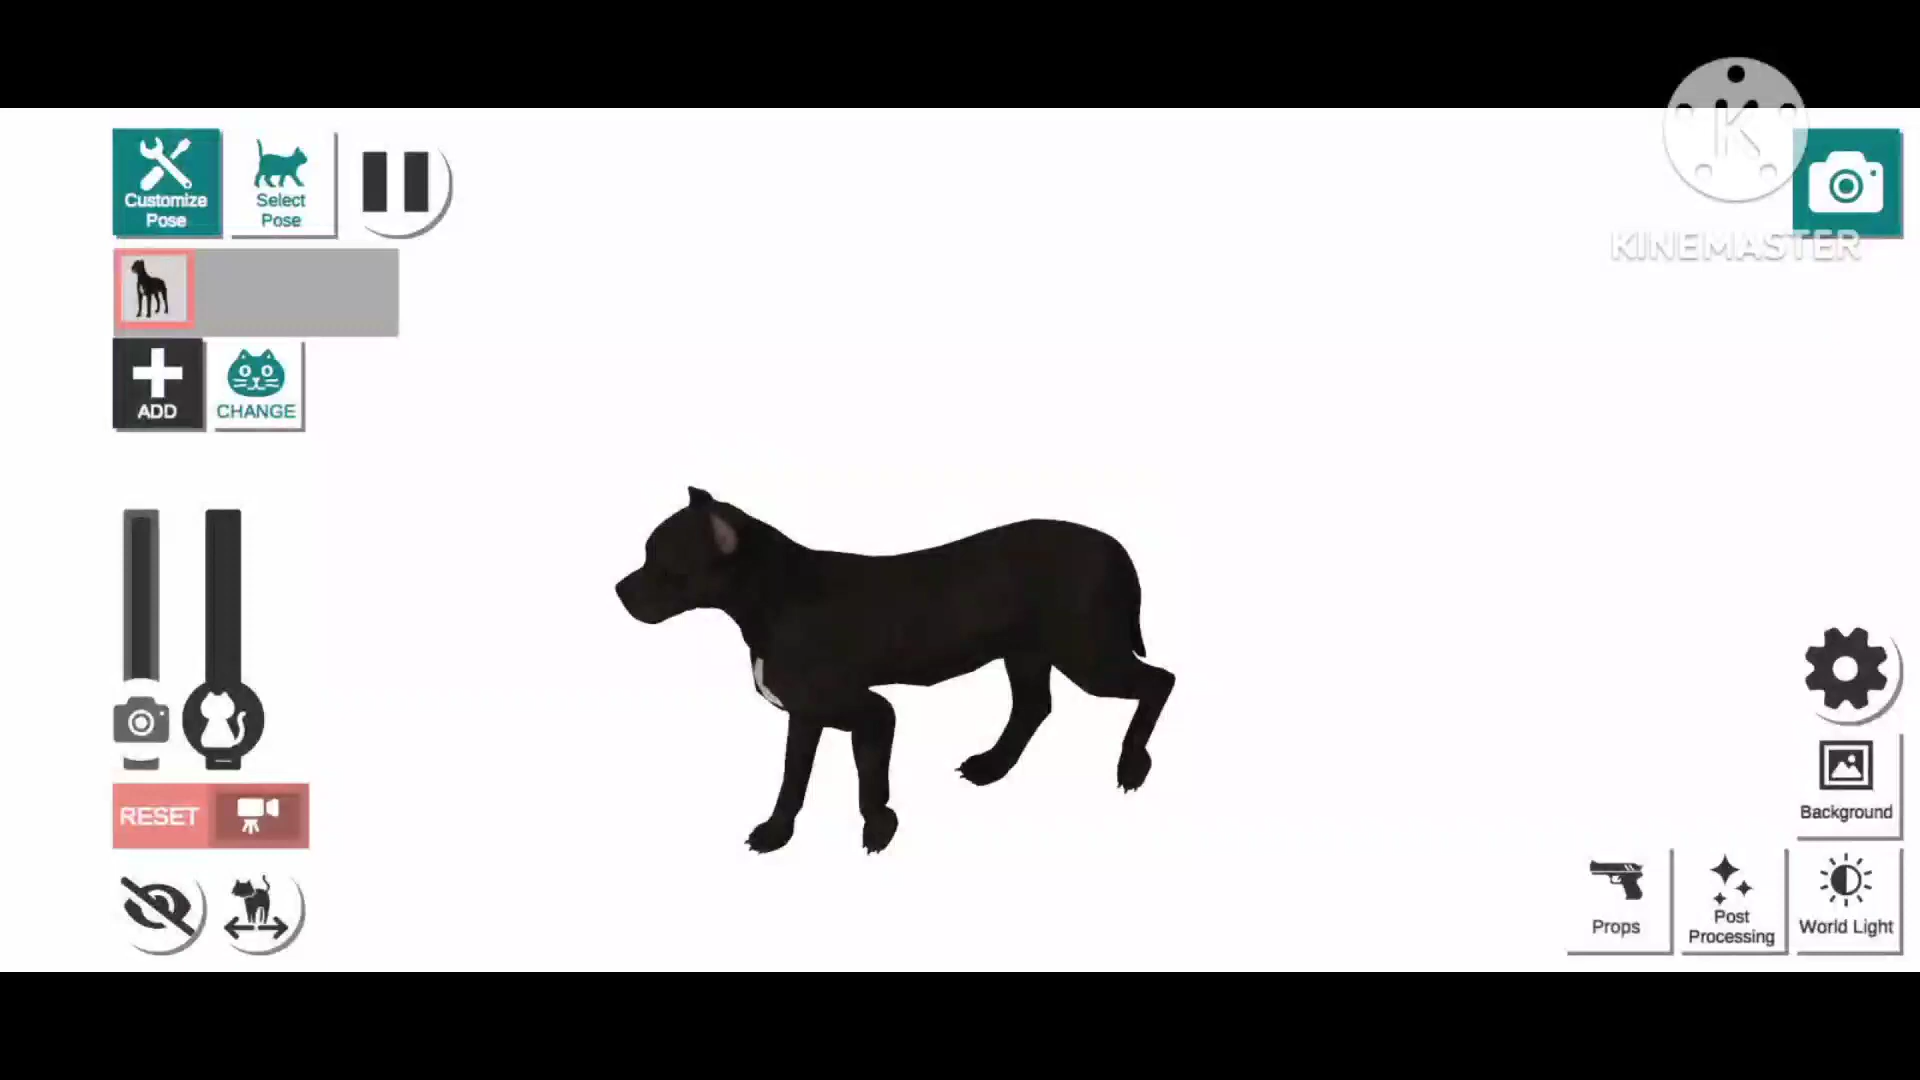 Customize
Pose
Select
Pose
K
KINEMASTER
ADD
CHANGE
RESET
Background
Props
Post
Processing
World Light